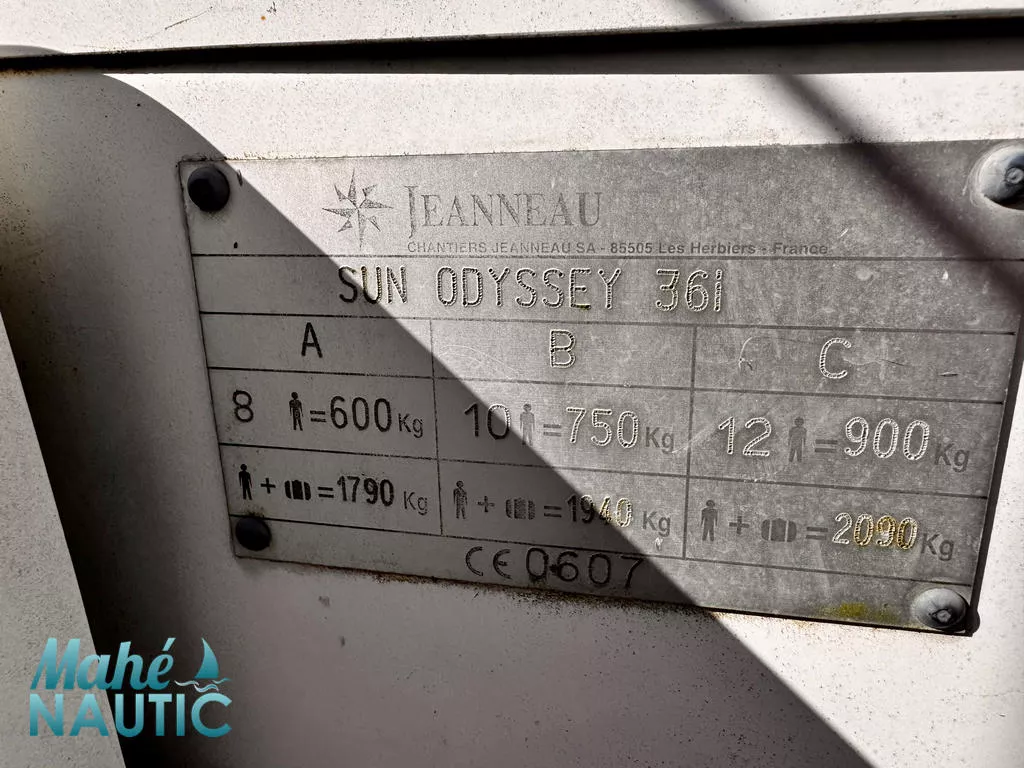 JEANNEAU
CHANTIERS JEANNEAU SA - 85505 Les Herbiers - France
SUN ODYSSEY 36i
A B C
8 =600 Kg 10 =750 Kg 12 =900 Kg
+ =1790 Kg + =1940 Kg + =2090 Kg
CE 0607
Mahé
NAUTIC